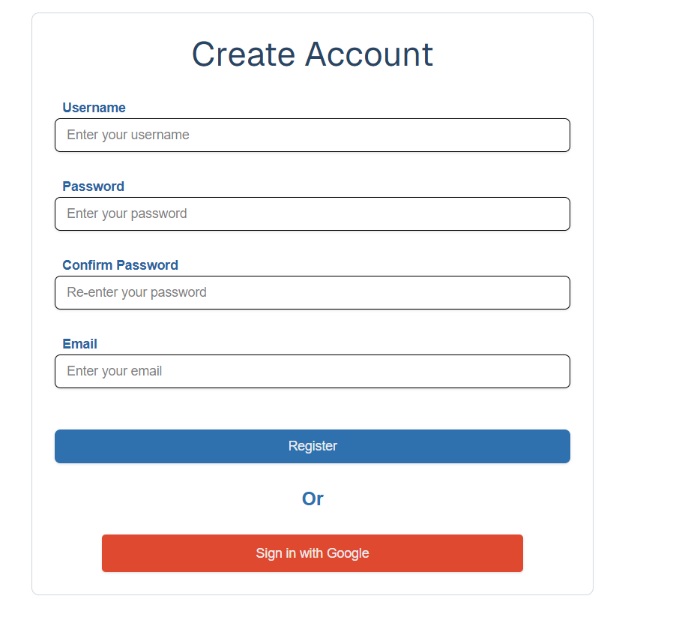 Create Account
Username
Enter your username
Password
Enter your password
Confirm Password
Re-enter your password
Email
Enter your email
Register
Or
Sign in with Google